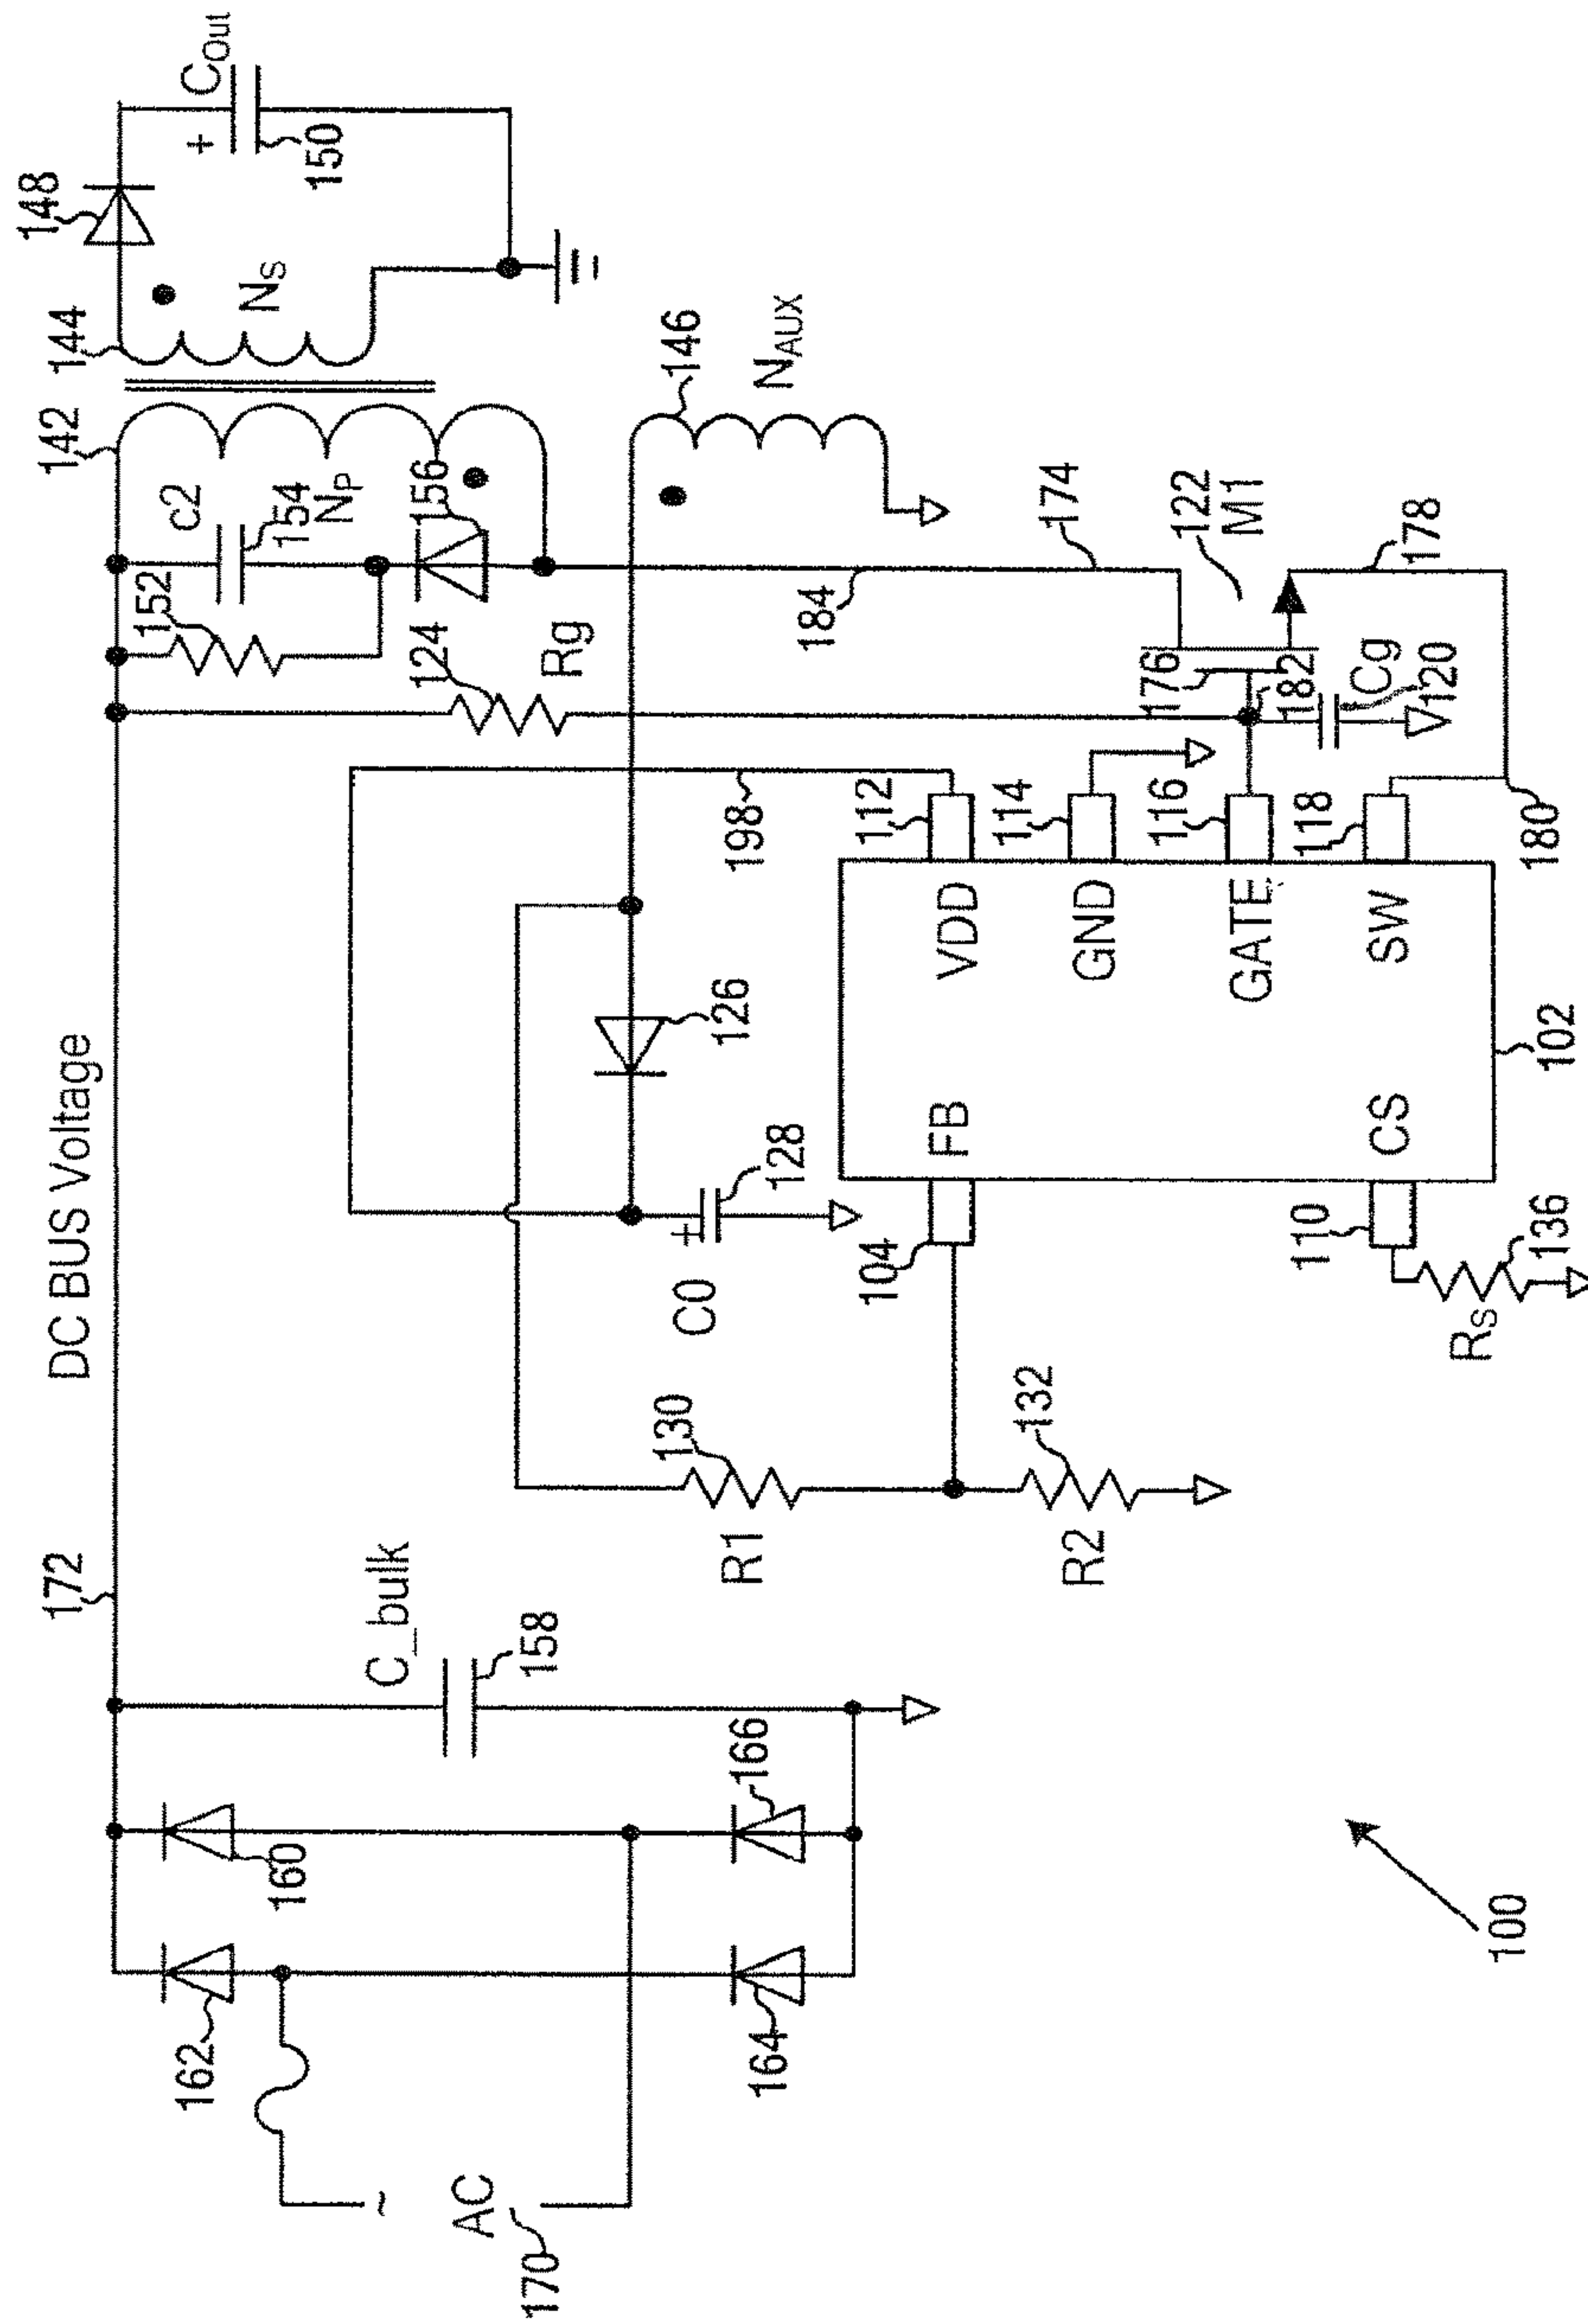 DC BUS Voltage
172
162
160
C_bulk
158
166
164
~
AC
170
100
142
144
148
COut
+
150
NS
NP
c2
154
152
156
124
Rg
146
NAUX
184
174
122
M1
176
182
Cg
120
178
180
198
126
+
C0
128
130
R1
132
R2
104
FB
VDD
112
GND
114
GATE
116
SW
118
CS
110
RS
136
102